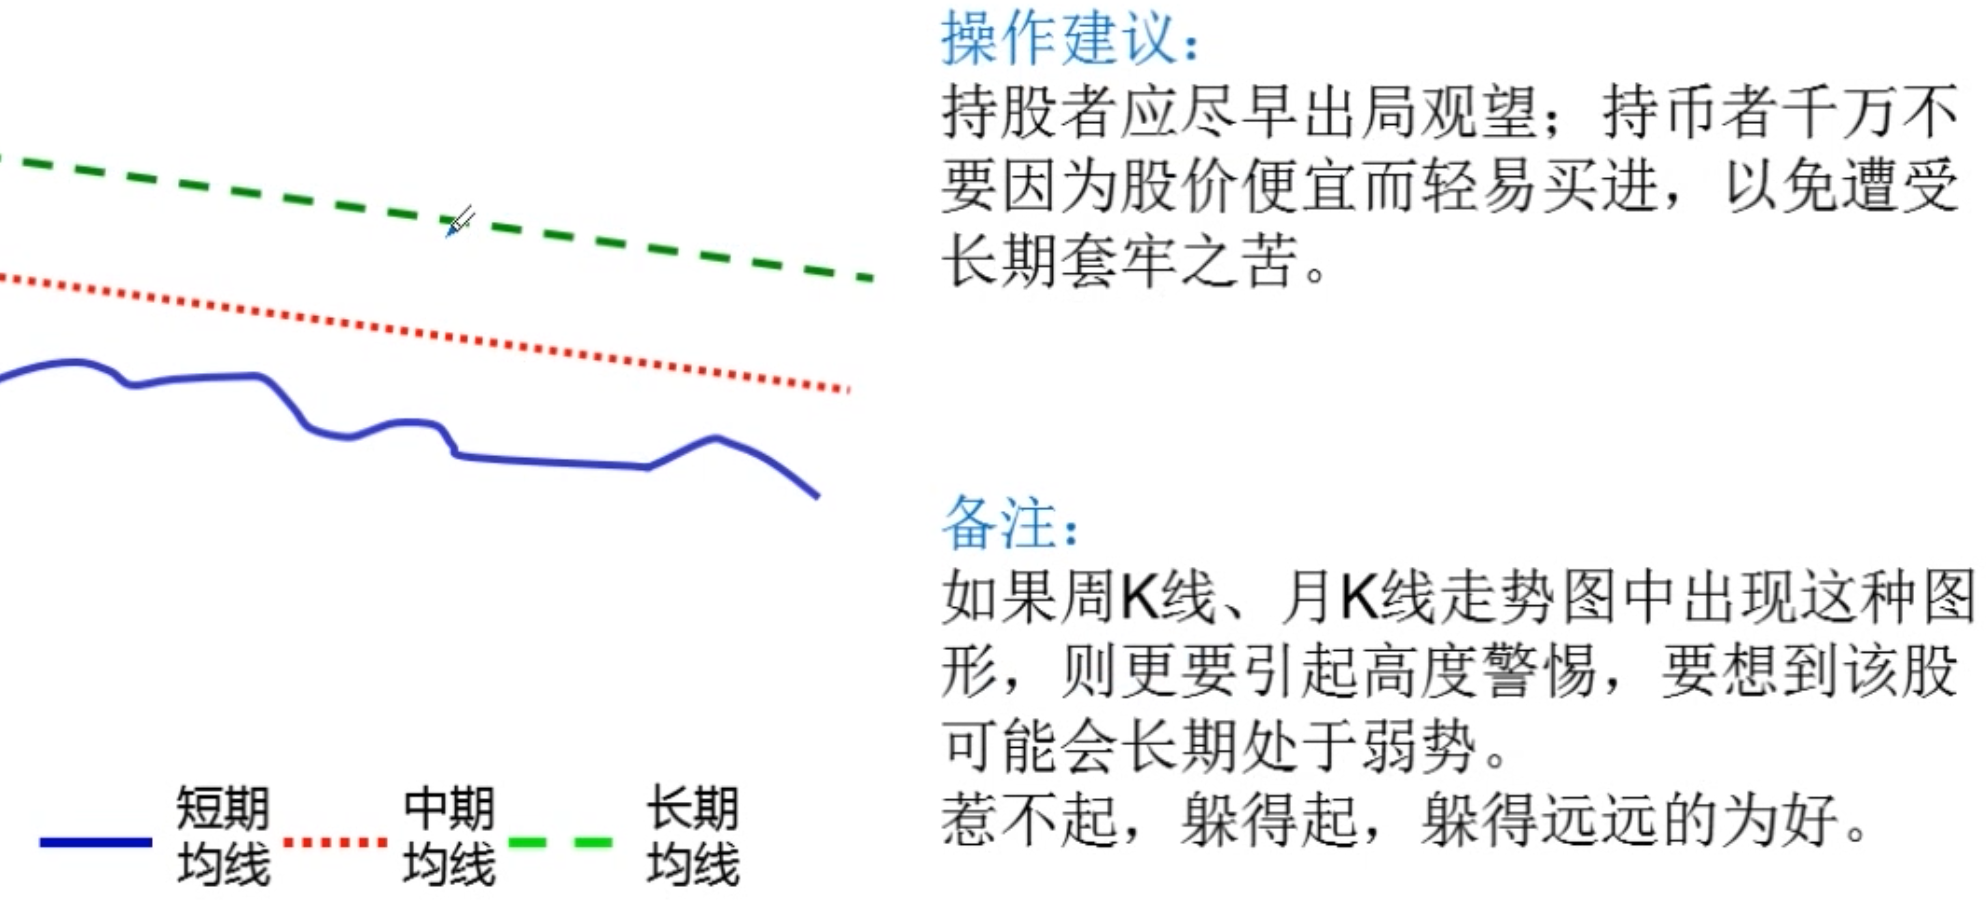 操作建议：
持股者应尽早出局观望；持币者千万不
要因为股价便宜而轻易买进，以免遭受
长期套牢之苦。
备注：
如果周K线、月K线走势图中出现这种图
形，则更要引起高度警惕，要想到该股
可能会长期处于弱势。
惹不起，躲得起，躲得远远的为好。
短期
均线
中期
均线
长期
均线